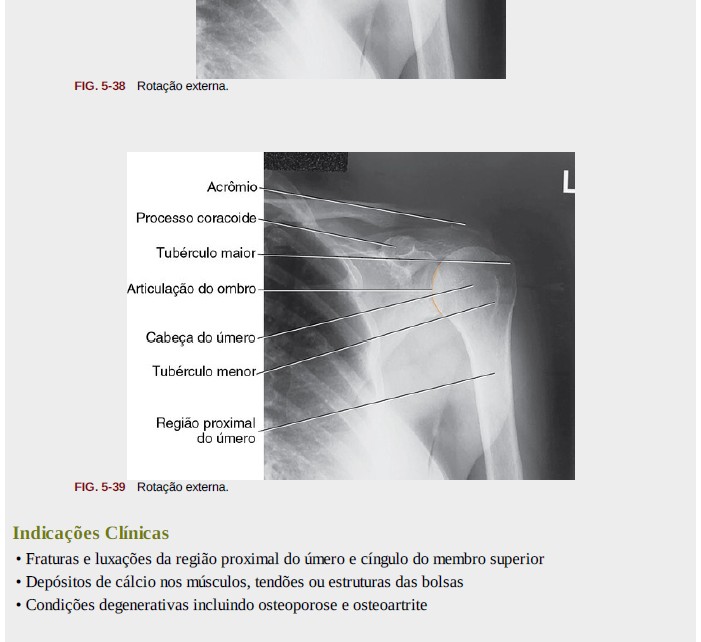 FIG. 5-38 Rotação externa.
L
Acrômio
Processo coracoide
Tubérculo maior
Articulação do ombro
Cabeça do úmero
Tubérculo menor
Região proximal
do úmero
FIG. 5-39 Rotação externa.
Indicações Clínicas
• Fraturas e luxações da região proximal do úmero e cíngulo do membro superior
• Depósitos de cálcio nos músculos, tendões ou estruturas das bolsas
• Condições degenerativas incluindo osteoporose e osteoartrite